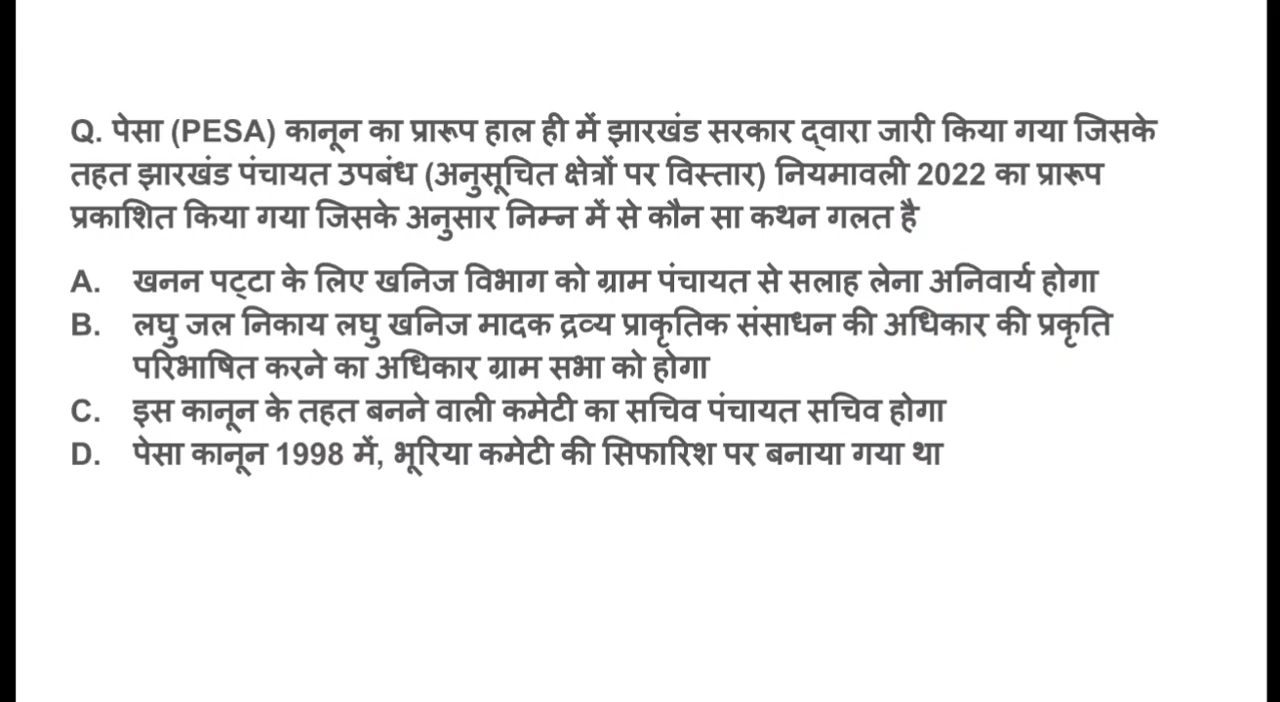 Q. पेसा (PESA) कानून का प्रारूप हाल ही में झारखंड सरकार द्वारा जारी किया गया जिसके
तहत झारखंड पंचायत उपबंध (अनुसूचित क्षेत्रों पर विस्तार) नियमावली 2022 का प्रारूप
प्रकाशित किया गया जिसके अनुसार निम्न में से कौन सा कथन गलत है
A. खनन पट्टा के लिए खनिज विभाग को ग्राम पंचायत से सलाह लेना अनिवार्य होगा
B. लघु जल निकाय लघु खनिज मादक द्रव्य प्राकृतिक संसाधन की अधिकार की प्रकृति
परिभाषित करने का अधिकार ग्राम सभा को होगा
C. इस कानून के तहत बनने वाली कमेटी का सचिव पंचायत सचिव होगा
D. पेसा कानून 1998 में, भूरिया कमेटी की सिफारिश पर बनाया गया था